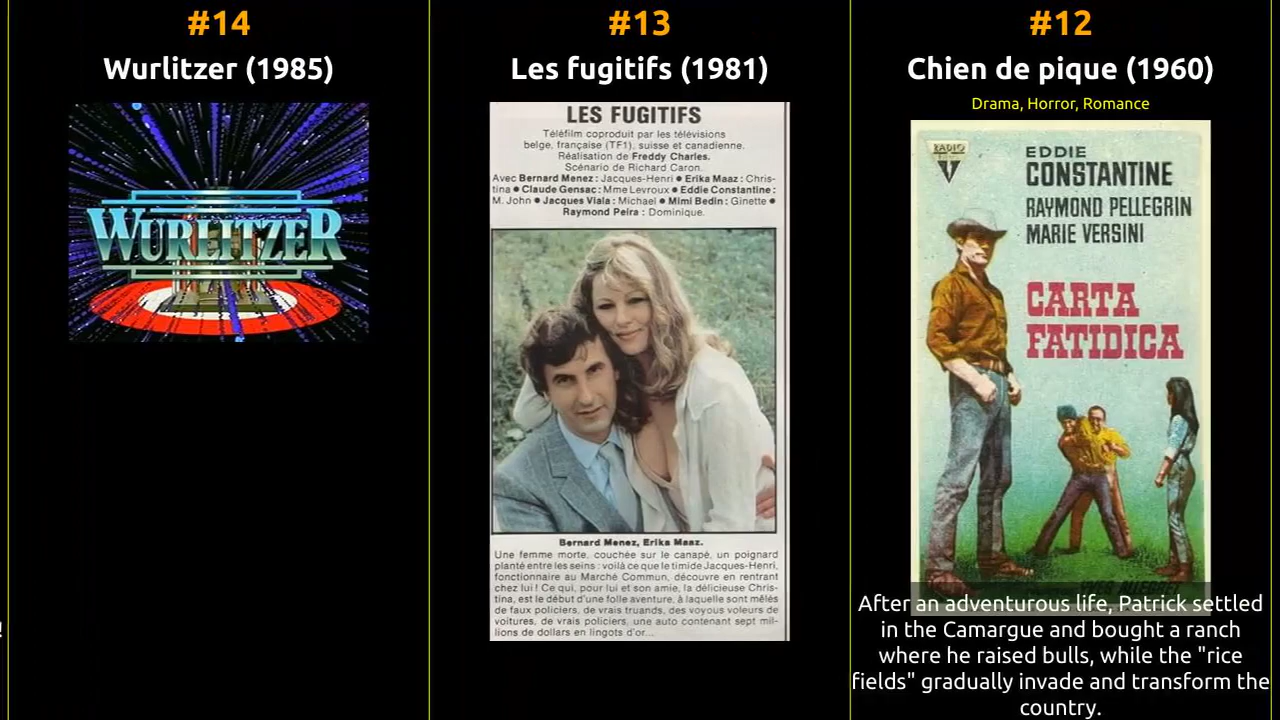 #14
Wurlitzer (1985)
WURLITZER
#13
Les fugitifs (1981)
LES FUGITIFS
Téléfilm coproduit par les télévisions
belge, française (TF1), suisse et canadienne.
Réalisation de Freddy Charles.
Scénario de Richard Caron.
Avec Bernard Menez : Jacques-Henri ● Erika Maaz : Chris-
tina ● Claude Gensac : Mme Levroux ● Eddie Constantine :
M. John ● Jacques Viala : Michael ● Mimi Bedin : Ginette ●
Raymond Peira : Dominique.
Bernard Menez, Erika Maaz.
Une femme morte, couchée sur le canapé, un poignard
planté entre les seins : voilà ce que le timide Jacques-Henri,
fonctionnaire au Marché Commun, découvre en rentrant
chez lui ! Ce qui, pour lui et son amie, la délicieuse Chris-
tina, est le début d'une folle aventure, à laquelle sont mêlés
de faux policiers, de vrais truands, des voyous voleurs de
voitures, de vrais policiers, une auto contenant sept mil-
lions de dollars en lingots d'or...
#12
Chien de pique (1960)
Drama, Horror, Romance
RADIO
EDDIE
CONSTANTINE
RAYMOND PELLEGRIN
MARIE VERSINI
CARTA
FATIDICA
After an adventurous life, Patrick settled
in the Camargue and bought a ranch
where he raised bulls, while the "rice
fields" gradually invade and transform the
country.
!